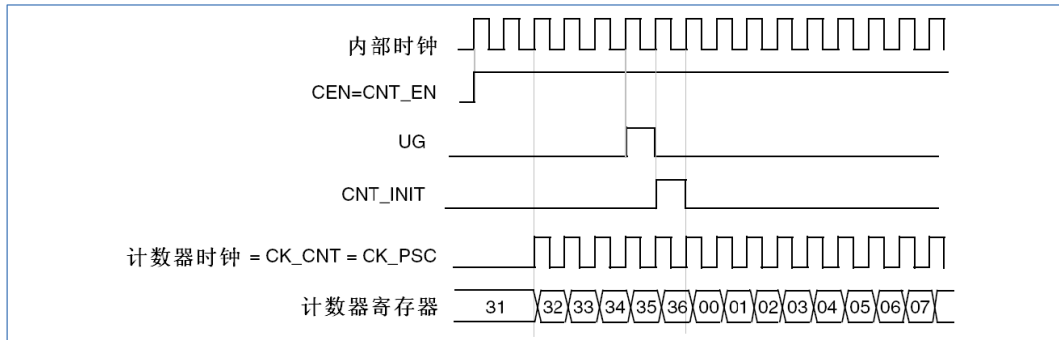 内部时钟
CEN=CNT_EN
UG
CNT_INIT
计数器时钟 = CK_CNT = CK_PSC
计数器寄存器 31 32 33 34 35 36 00 01 02 03 04 05 06 07